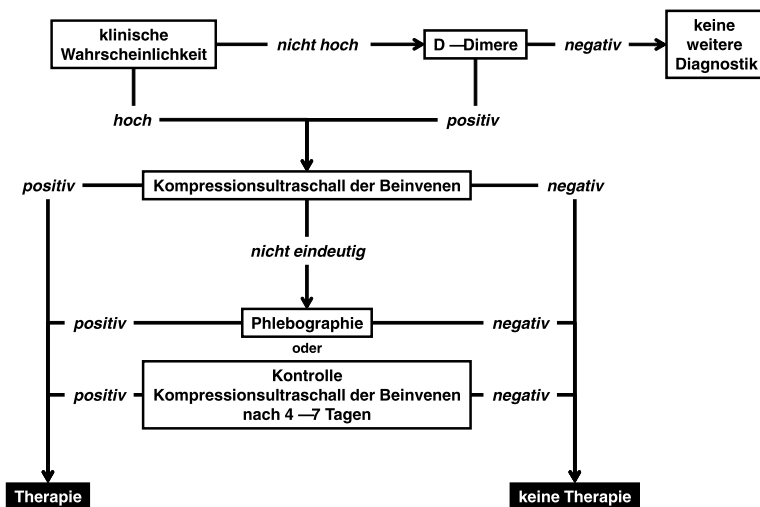 klinische
Wahrscheinlichkeit
nicht hoch
D —Dimere
negativ
keine
weitere
Diagnostik
hoch
positiv
positiv
Kompressionsultraschall der Beinvenen
negativ
nicht eindeutig
positiv
Phlebographie
negativ
oder
Kontrolle
positiv
Kompressionsultraschall der Beinvenen
negativ
nach 4 —7 Tagen
Therapie
keine Therapie